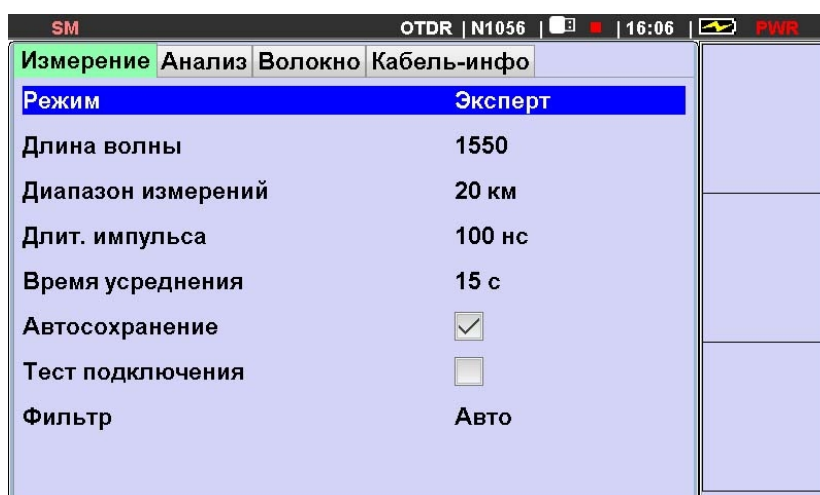 SM OTDR | N1056 | | 16:06 | PWR
Измерение Анализ Волокно Кабель-инфо
Режим Эксперт
Длина волны 1550
Диапазон измерений 20 км
Длит. импульса 100 нс
Время усреднения 15 с
Автосохранение
Тест подключения
Фильтр Авто